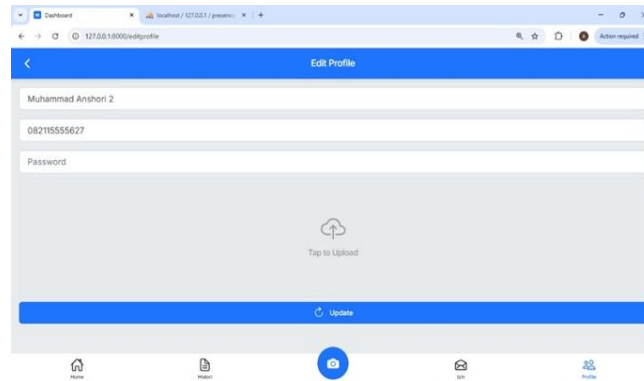 Dashboard
localhost / 127.0.0.1 / presensi
127.0.0.1:8000/editprofile
Action required
Edit Profile
Muhammad Anshori 2
082115555627
Password
Tap to Upload
Update
Home
Histori
Izin
Profile